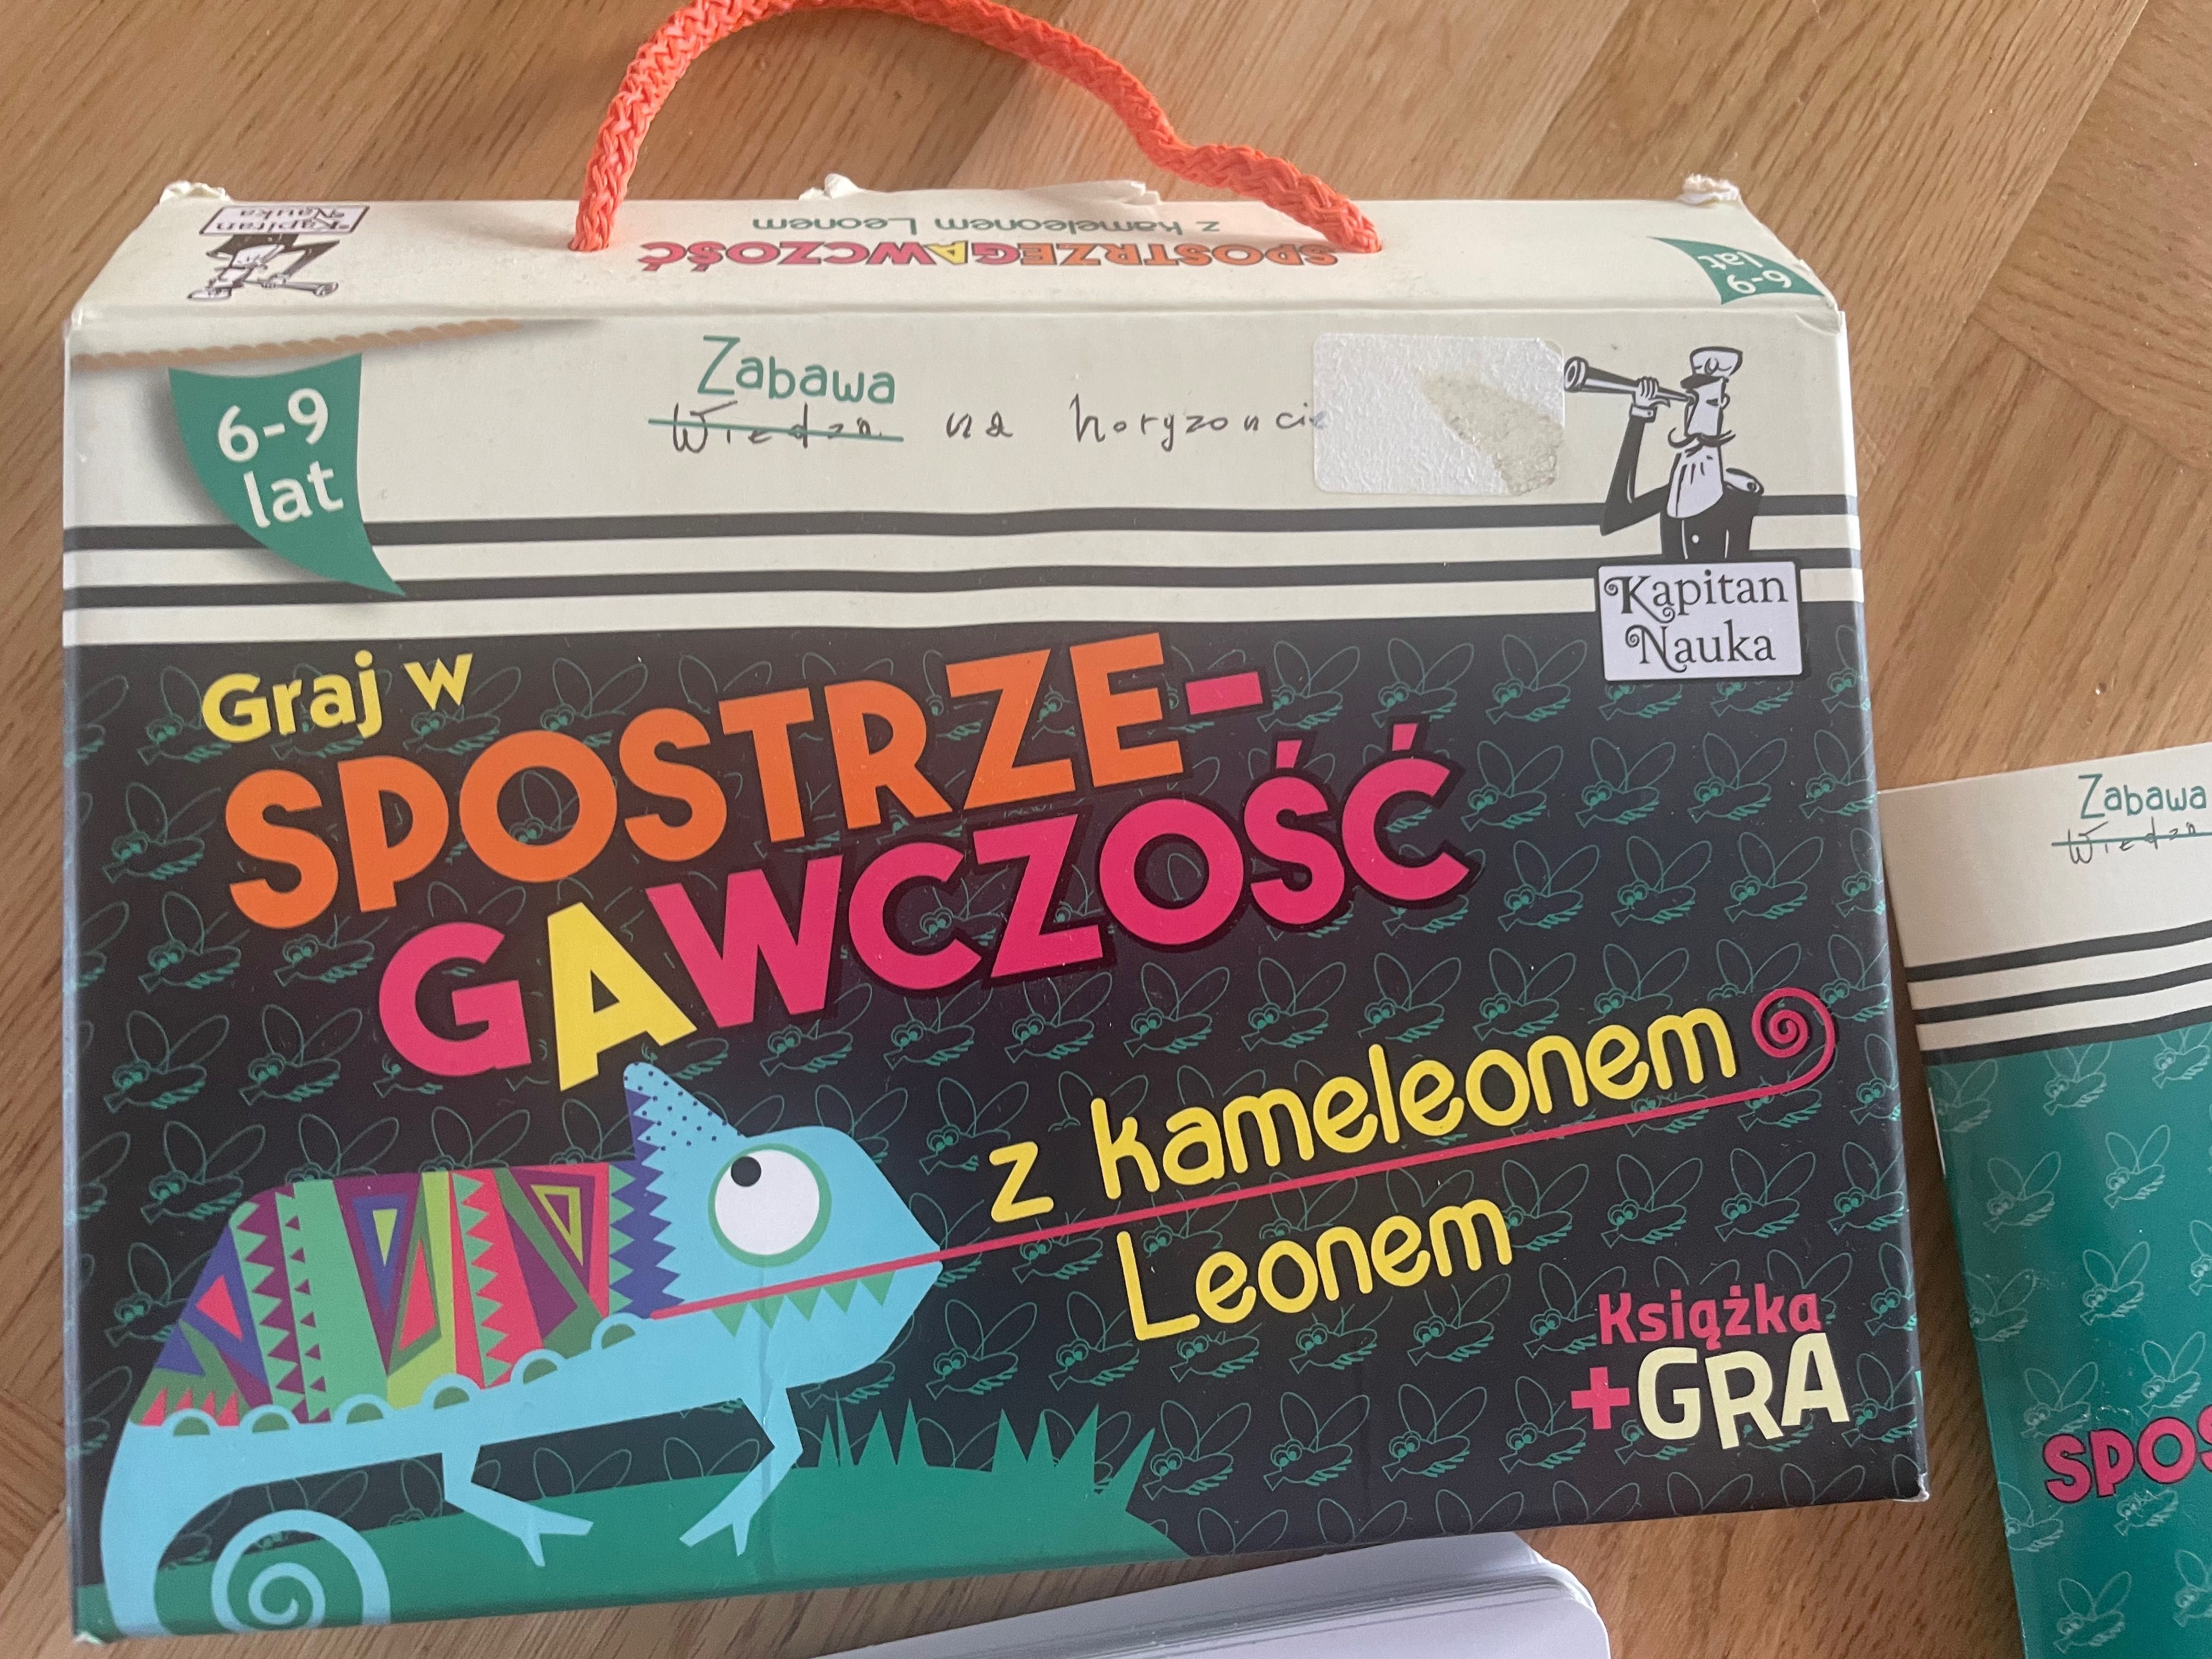 Kapitan
Nauka
SPOSTRZEGAWCZOŚĆ
z kameleonem Leonem
6-9
lat
6-9
lat
Zabawa
Wiedza na horyzoncie
Kapitan
Nauka
Graj w
SPOSTRZE-
GAWCZOŚĆ
z kameleonem
Leonem
Książka
+GRA
Zabawa
Wiedza
SPOS